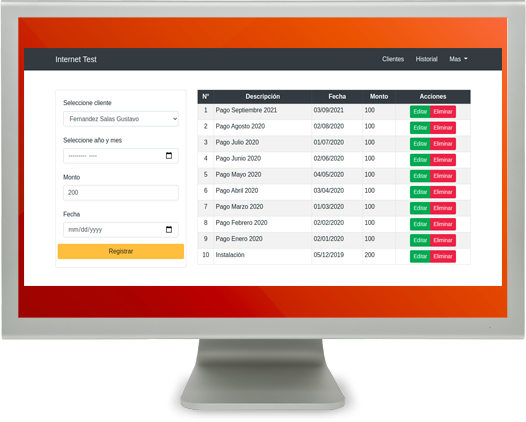 Internet Test
Clientes Historial Mas
Seleccione cliente
Fernandez Salas Gustavo
Seleccione año y mes
--------- ----
Monto
200
Fecha
mm/dd/yyyy
Registrar
N° Descripción Fecha Monto Acciones
1 Pago Septiembre 2021 03/09/2021 100 Editar Eliminar
2 Pago Agosto 2020 02/08/2020 100 Editar Eliminar
3 Pago Julio 2020 01/07/2020 100 Editar Eliminar
4 Pago Junio 2020 02/06/2020 100 Editar Eliminar
5 Pago Mayo 2020 04/05/2020 100 Editar Eliminar
6 Pago Abril 2020 03/04/2020 100 Editar Eliminar
7 Pago Marzo 2020 01/03/2020 100 Editar Eliminar
8 Pago Febrero 2020 02/02/2020 100 Editar Eliminar
9 Pago Enero 2020 02/01/2020 100 Editar Eliminar
10 Instalación 05/12/2019 200 Editar Eliminar